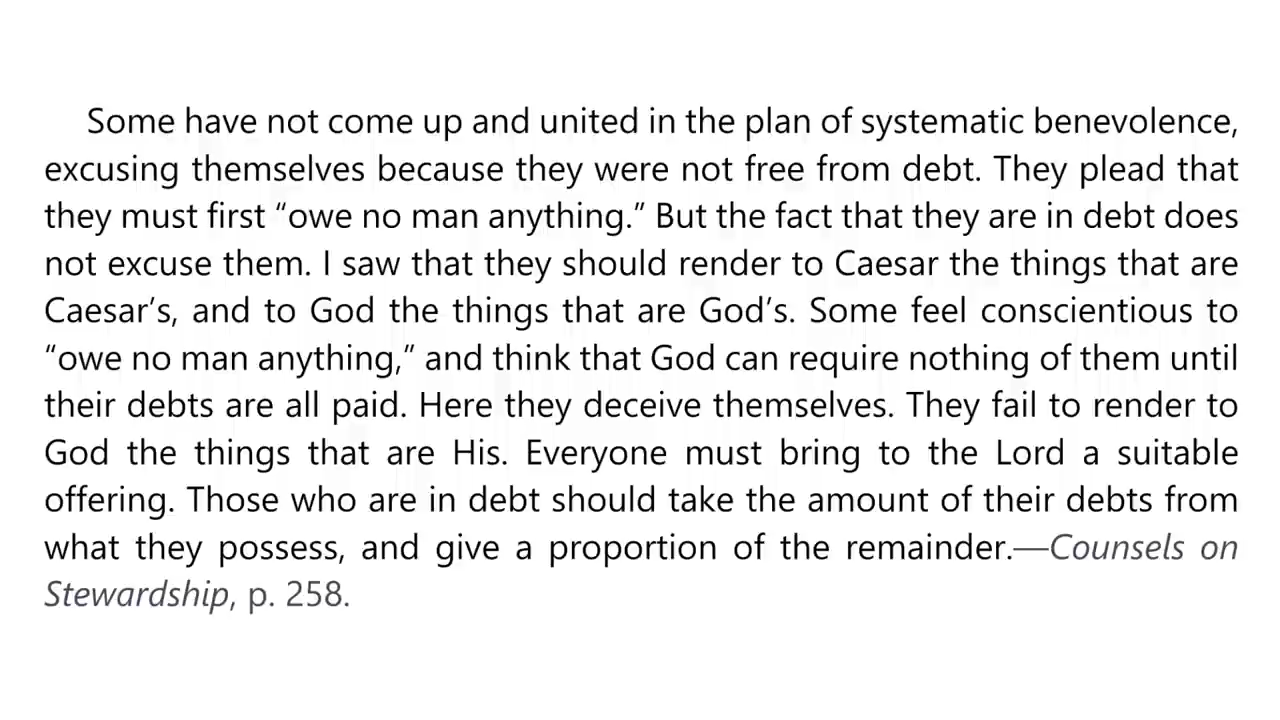 Some have not come up and united in the plan of systematic benevolence,
excusing themselves because they were not free from debt. They plead that
they must first “owe no man anything.” But the fact that they are in debt does
not excuse them. I saw that they should render to Caesar the things that are
Caesar’s, and to God the things that are God’s. Some feel conscientious to
“owe no man anything,” and think that God can require nothing of them until
their debts are all paid. Here they deceive themselves. They fail to render to
God the things that are His. Everyone must bring to the Lord a suitable
offering. Those who are in debt should take the amount of their debts from
what they possess, and give a proportion of the remainder.—Counsels on
Stewardship, p. 258.